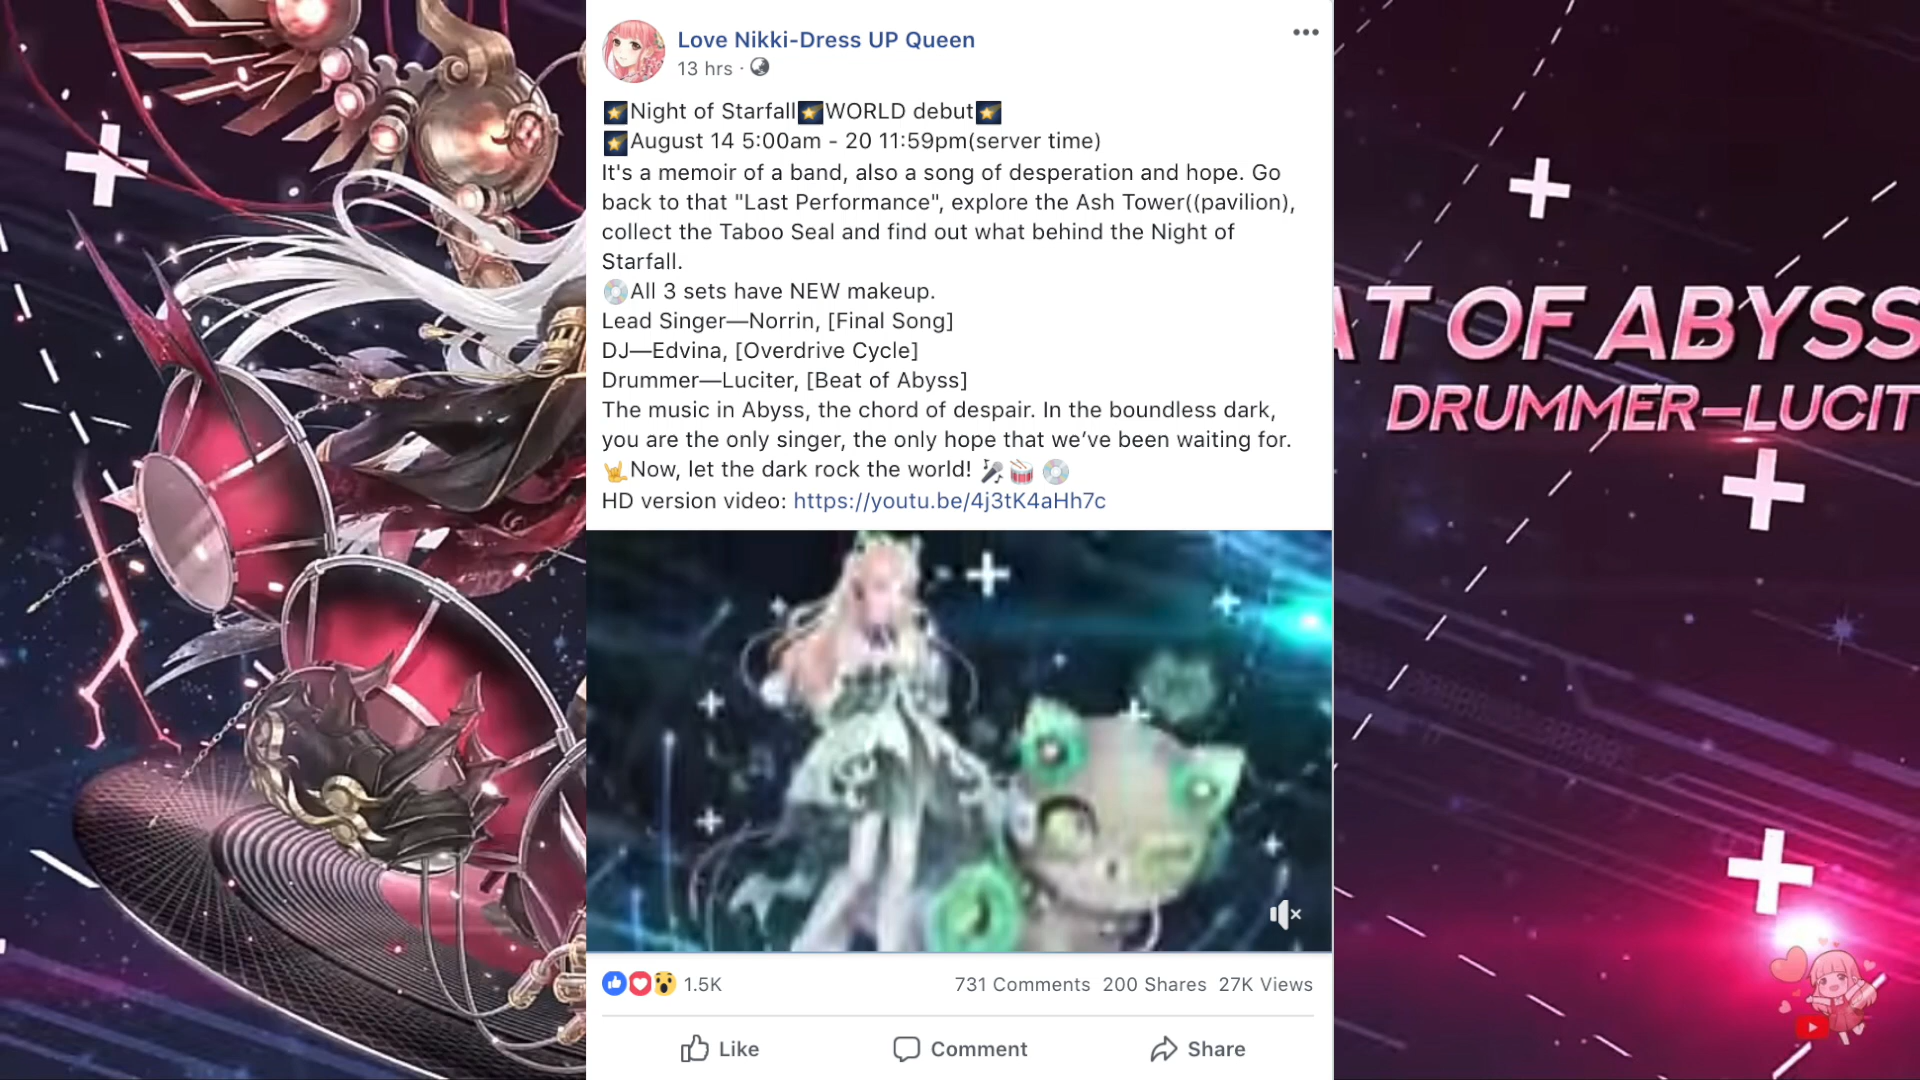 Love Nikki-Dress UP Queen
13 hrs ·
Night of Starfall WORLD debut
August 14 5:00am - 20 11:59pm(server time)
It's a memoir of a band, also a song of desperation and hope. Go
back to that "Last Performance", explore the Ash Tower((pavilion),
collect the Taboo Seal and find out what behind the Night of
Starfall.
All 3 sets have NEW makeup.
Lead Singer—Norrin, [Final Song]
DJ—Edvina, [Overdrive Cycle]
Drummer—Luciter, [Beat of Abyss]
The music in Abyss, the chord of despair. In the boundless dark,
you are the only singer, the only hope that we’ve been waiting for.
🤘Now, let the dark rock the world! 🎤🥁💿
HD version video: https://youtu.be/4j3tK4aHh7c
1.5K
731 Comments 200 Shares 27K Views
Like Comment Share
AT OF ABYSS
DRUMMER—LUCIT